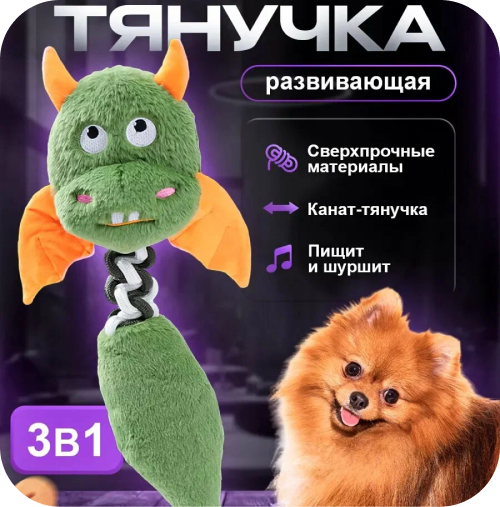 ТЯНУЧКА
развивающая
Сверхпрочные
материалы
Канат-тянучка
Пищит
и шуршит
3в1